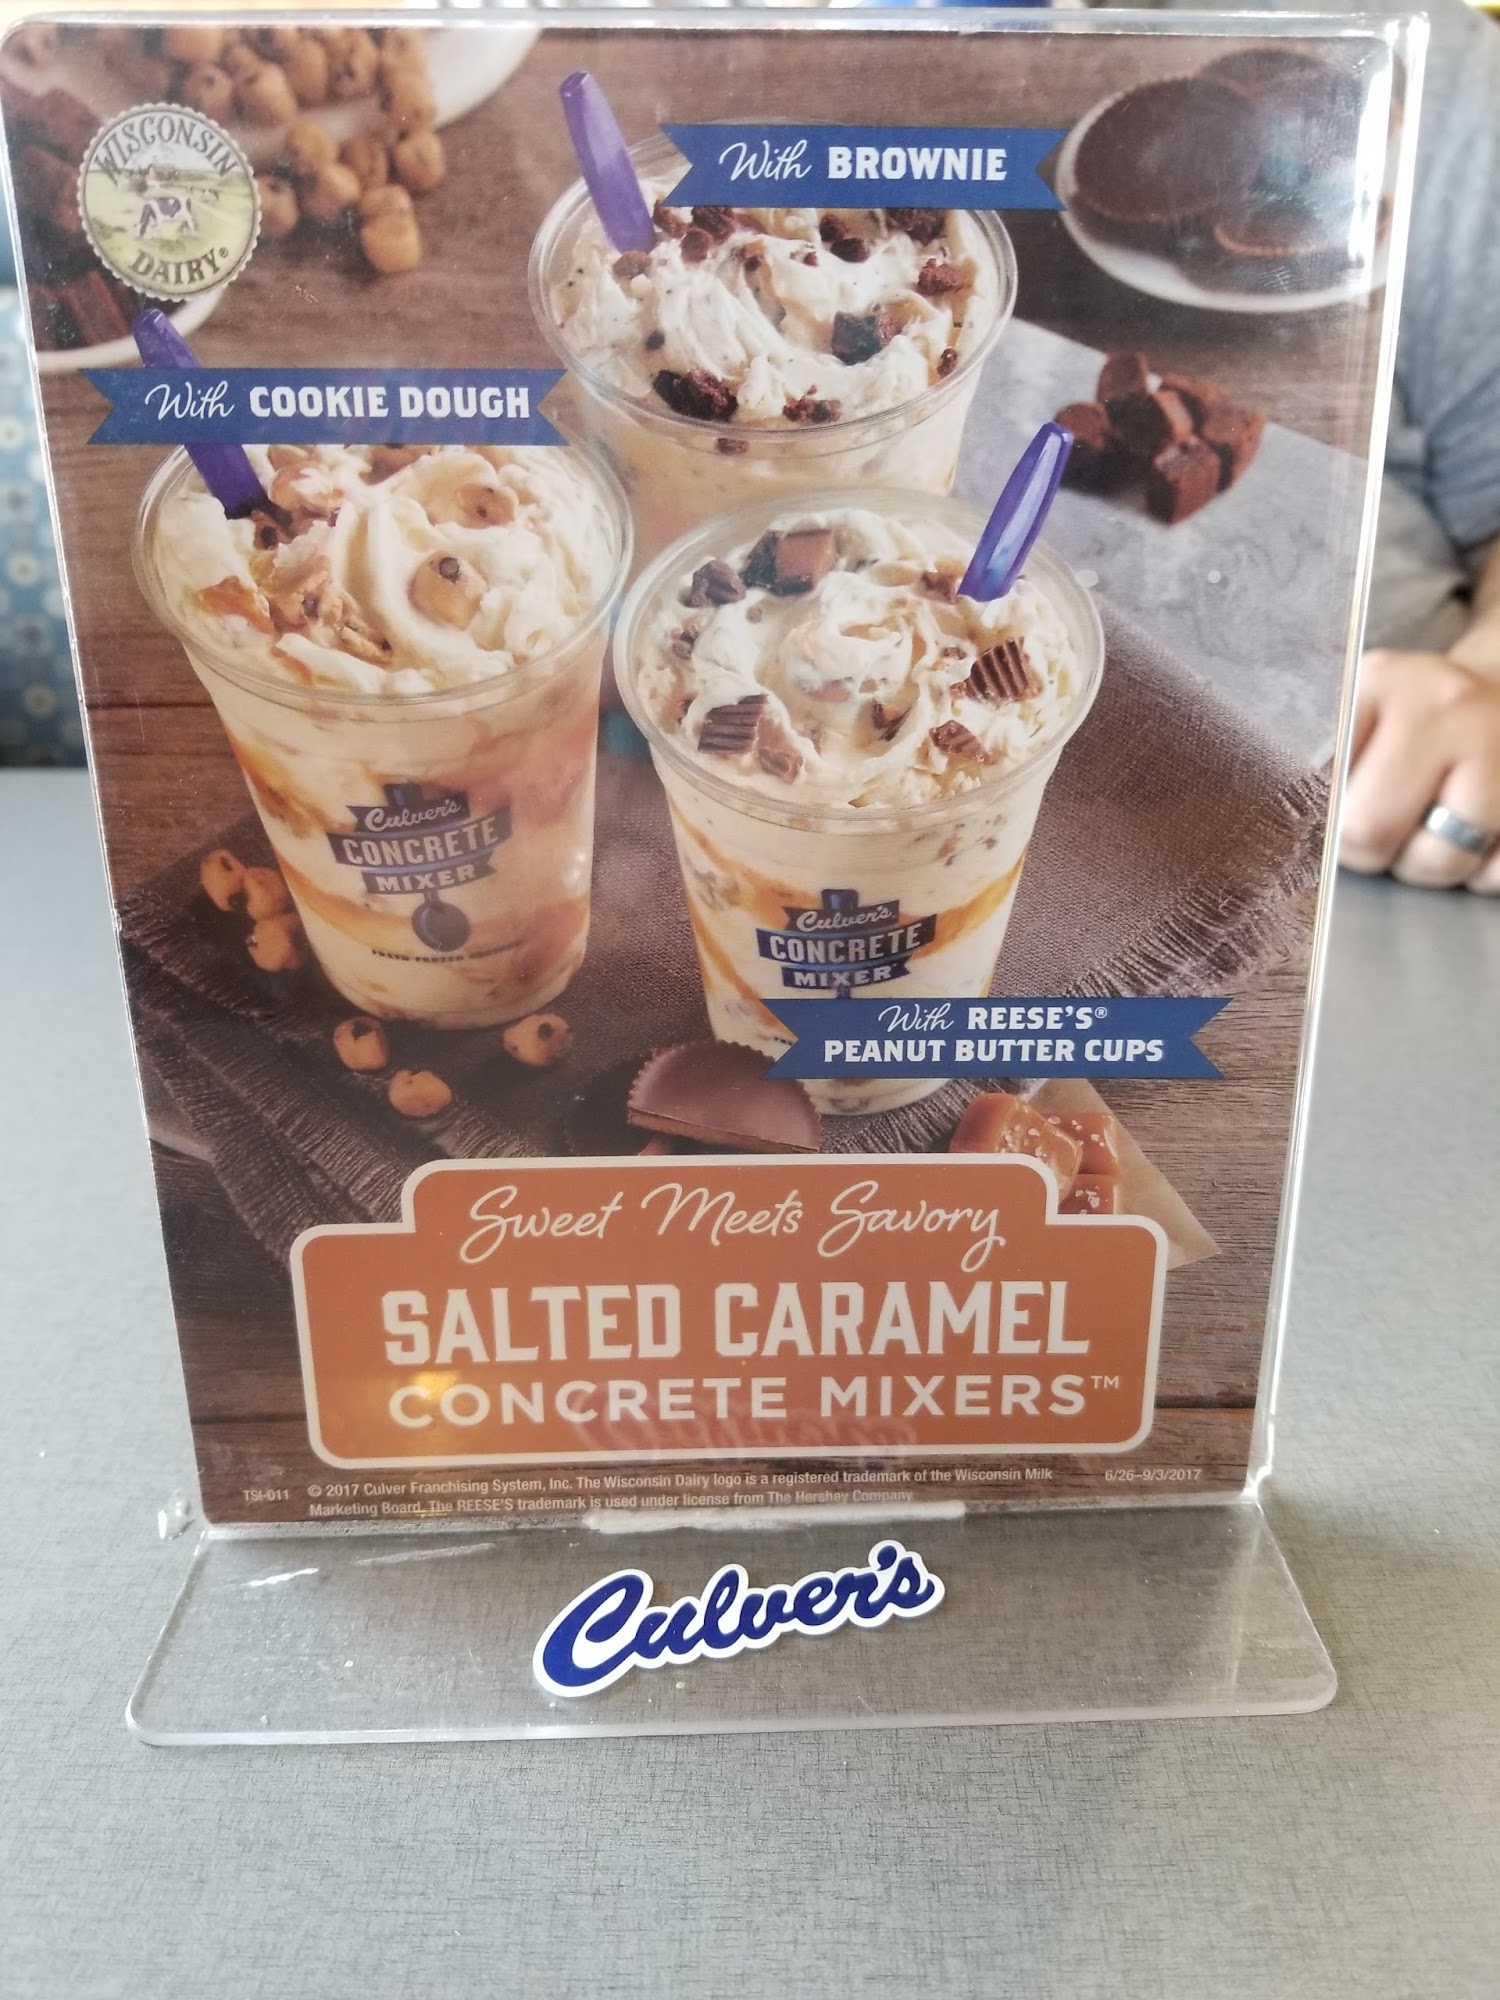 WISCONSIN
DAIRY®
With BROWNIE
With COOKIE DOUGH
Culver's
CONCRETE
MIXER
Culver's
CONCRETE
MIXER
With REESE'S®
PEANUT BUTTER CUPS
Sweet Meets Savory
SALTED CARAMEL
CONCRETE MIXERS™
TSI-011 © 2017 Culver Franchising System, Inc. The Wisconsin Dairy logo is a registered trademark of the Wisconsin Milk 6/26–9/3/2017
Marketing Board. The REESE'S trademark is used under license from The Hershey Company
Culver's